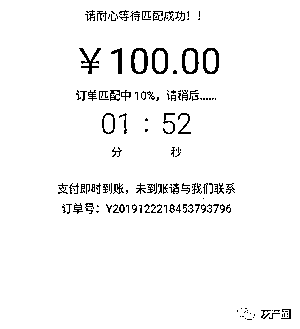 请耐心等待匹配成功！！
￥100.00
订单匹配中10%，请稍后......
01 : 52
分 秒
支付即时到账，未到账请与我们联系
订单号：Y2019122218453793796
花产圈